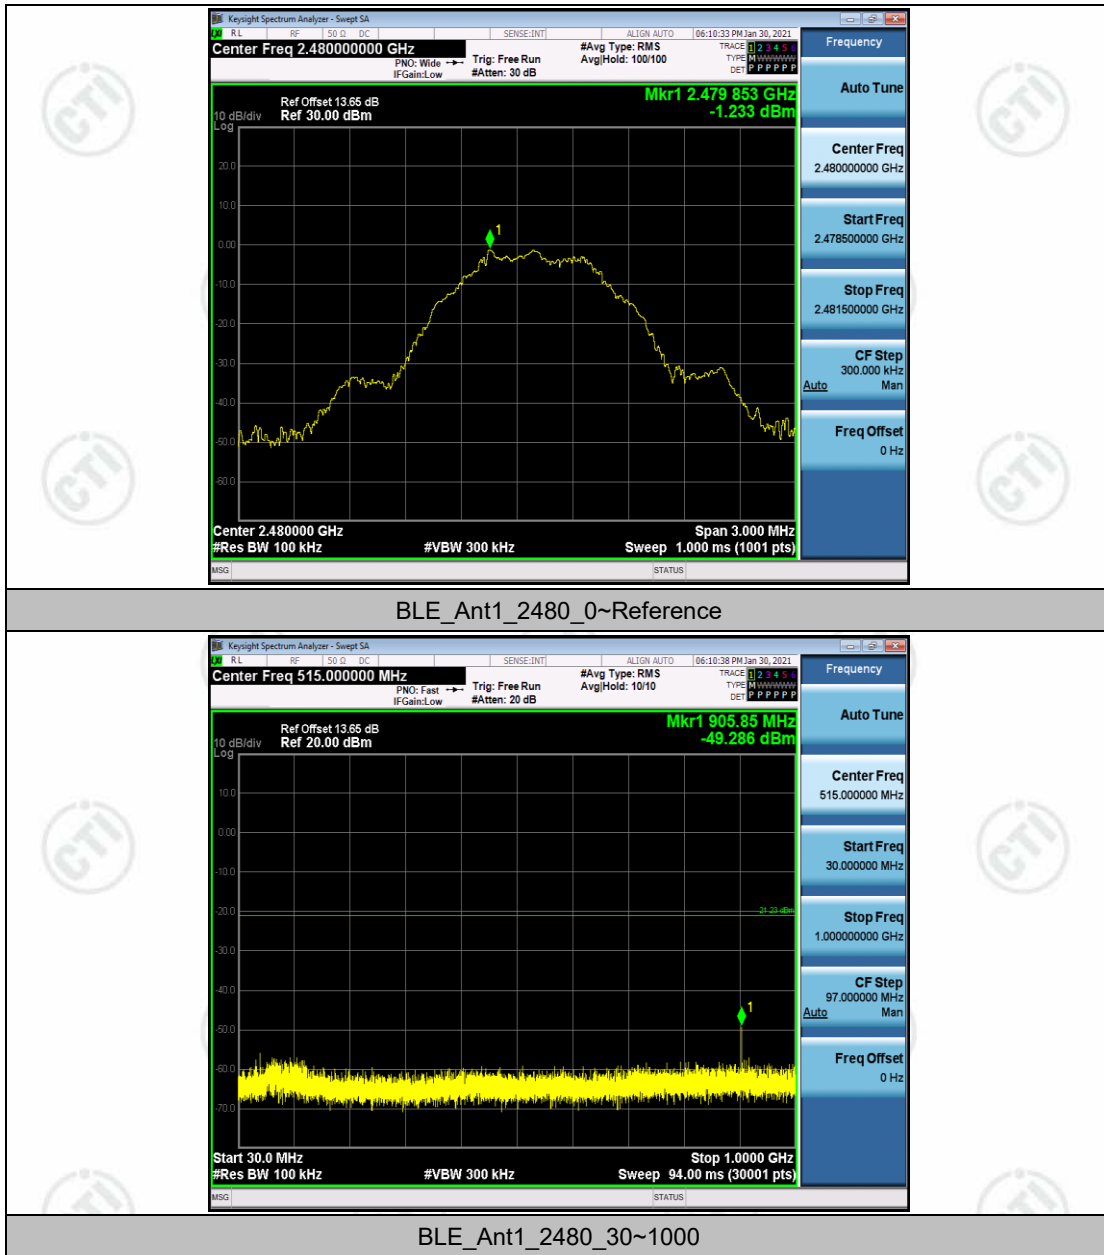 Keysight Spectrum Analyzer - Swept SA
RL RF 50 Ω DC SENSE:INT ALIGN AUTO 06:10:33 PM Jan 30, 2021
Center Freq 2.480000000 GHz #Avg Type: RMS TRACE 1 2 3 4 5 6
PNO: Wide Trig: Free Run Avg|Hold: 100/100 TYPE M W W W W W
IFGain:Low #Atten: 30 dB DET P P P P P P
Frequency
Auto Tune
Ref Offset 13.65 dB Mkr1 2.479 853 GHz
10 dB/div Ref 30.00 dBm -1.233 dBm
Log
20.0
10.0
0.00
-10.0
-20.0
-30.0
-40.0
-50.0
-60.0
1
Center Freq
2.480000000 GHz
Start Freq
2.478500000 GHz
Stop Freq
2.481500000 GHz
CF Step
300.000 kHz
Auto Man
Freq Offset
0 Hz
Center 2.480000 GHz Span 3.000 MHz
#Res BW 100 kHz #VBW 300 kHz Sweep 1.000 ms (1001 pts)
MSG STATUS
BLE_Ant1_2480_0~Reference
Keysight Spectrum Analyzer - Swept SA
RL RF 50 Ω DC SENSE:INT ALIGN AUTO 06:10:38 PM Jan 30, 2021
Center Freq 515.000000 MHz #Avg Type: RMS TRACE 1 2 3 4 5 6
PNO: Fast Trig: Free Run Avg|Hold: 10/10 TYPE M W W W W W
IFGain:Low #Atten: 20 dB DET P P P P P P
Frequency
Auto Tune
Ref Offset 13.65 dB Mkr1 905.85 MHz
10 dB/div Ref 20.00 dBm -49.286 dBm
Log
10.0
0.00
-10.0
-20.0
-30.0
-40.0
-50.0
-60.0
-70.0
-21.23 dBm
1
Center Freq
515.000000 MHz
Start Freq
30.000000 MHz
Stop Freq
1.000000000 GHz
CF Step
97.000000 MHz
Auto Man
Freq Offset
0 Hz
Start 30.0 MHz Stop 1.0000 GHz
#Res BW 100 kHz #VBW 300 kHz Sweep 94.00 ms (30001 pts)
MSG STATUS
BLE_Ant1_2480_30~1000
CTI
CTI
CTI
CTI
CTI
CTI